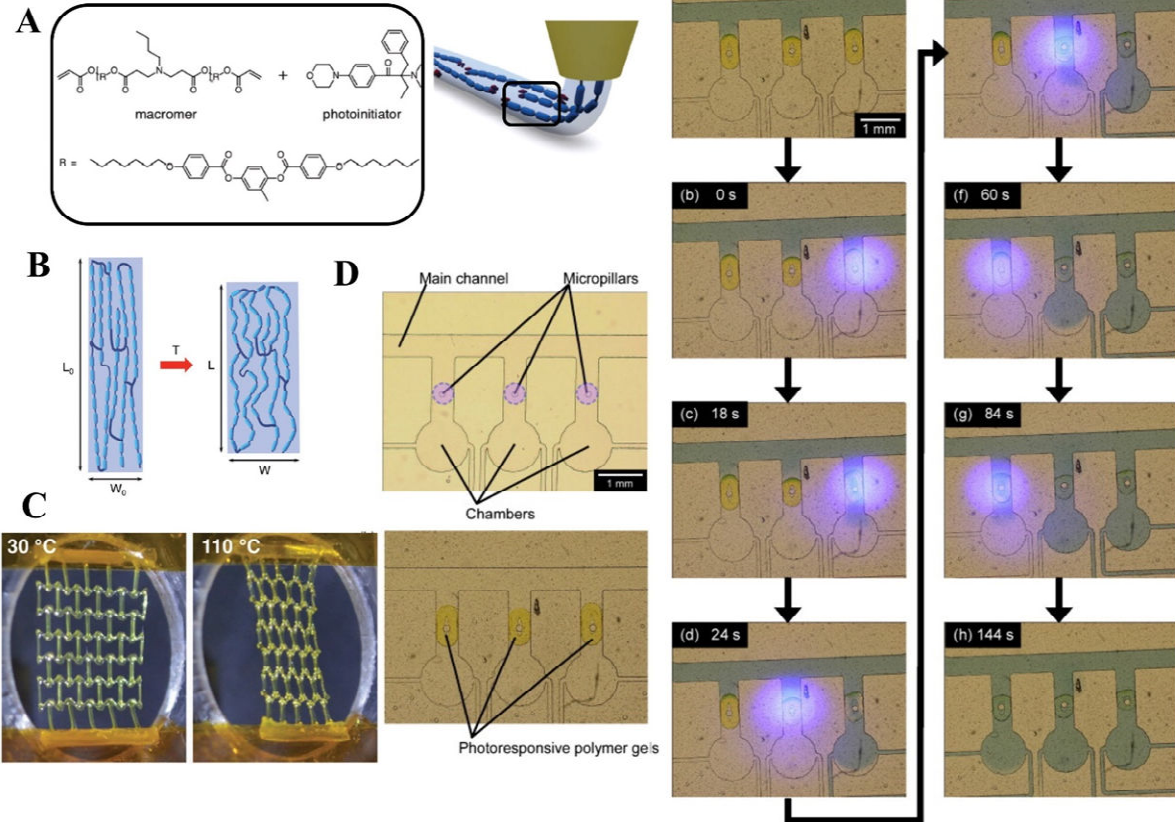 A
macromer
+
photoinitiator
R =
B
L₀
W₀
T
L
W
C
30 °C
110 °C
D
Main channel
Micropillars
1 mm
Chambers
Photoresponsive polymer gels
1 mm
(b) 0 s
(c) 18 s
(d) 24 s
(f) 60 s
(g) 84 s
(h) 144 s